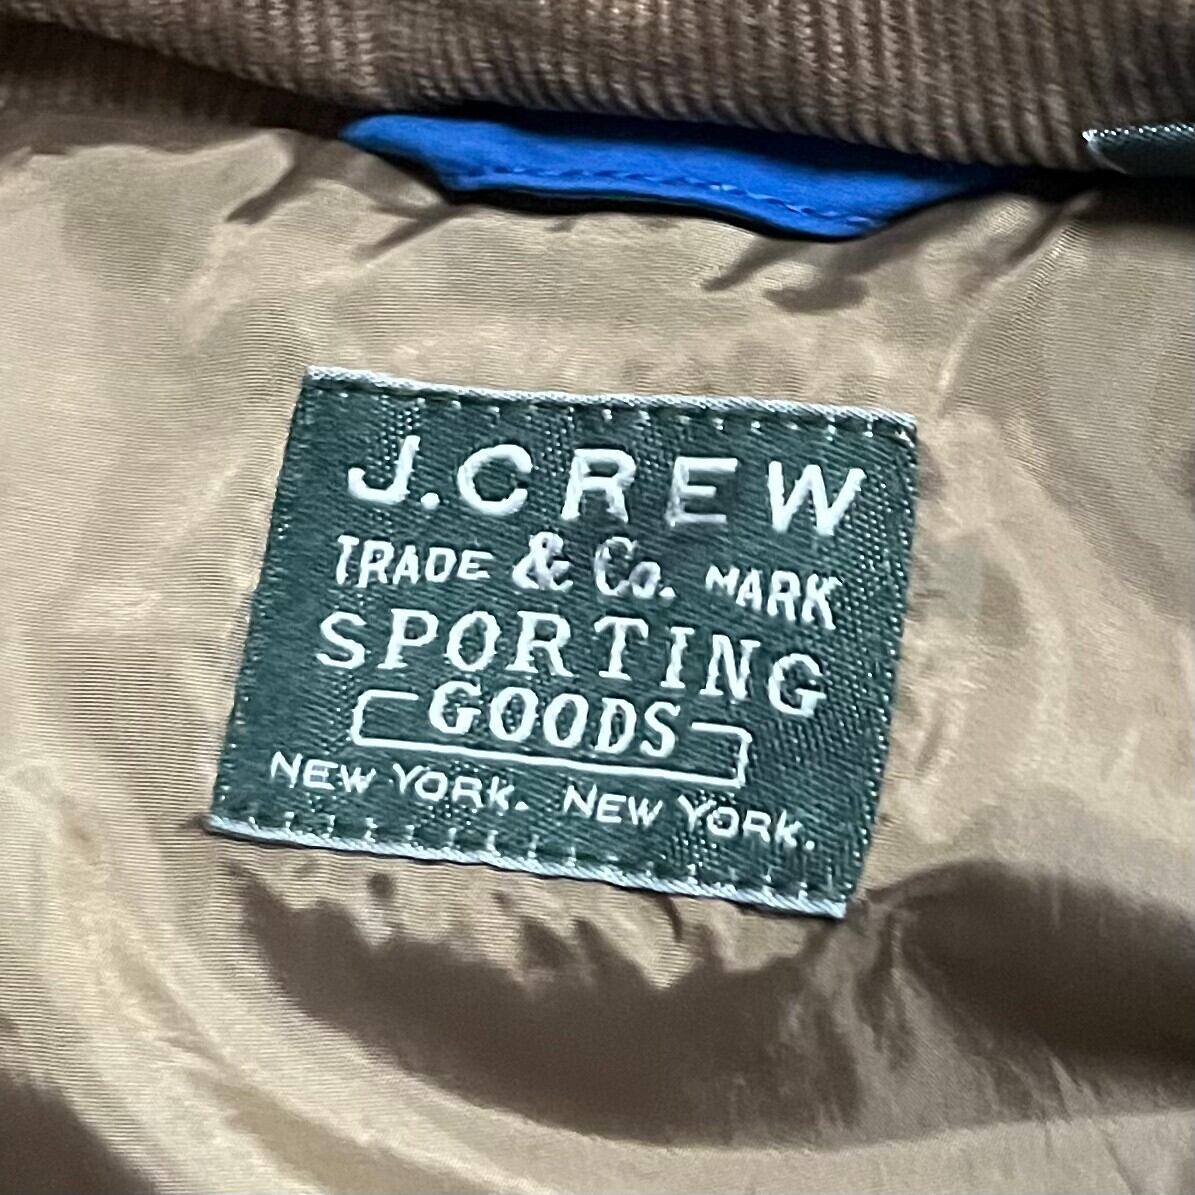 J.CREW
TRADE & Co. MARK
SPORTING
GOODS
NEW YORK. NEW YORK.